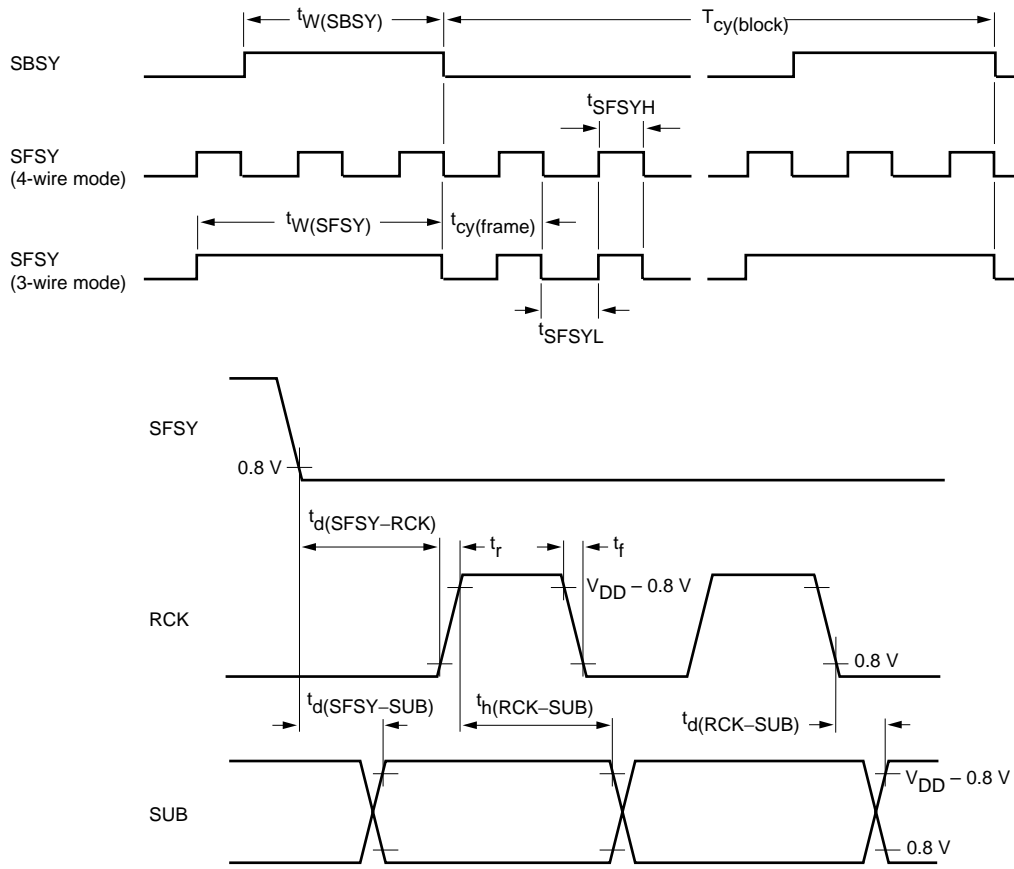 tW(SBSY)
Tcy(block)
SBSY
tSFSYH
SFSY
(4-wire mode)
tW(SFSY)
tcy(frame)
SFSY
(3-wire mode)
tSFSYL
SFSY
0.8 V
td(SFSY–RCK)
tr
tf
VDD – 0.8 V
RCK
0.8 V
td(SFSY–SUB)
th(RCK–SUB)
td(RCK–SUB)
VDD – 0.8 V
SUB
0.8 V